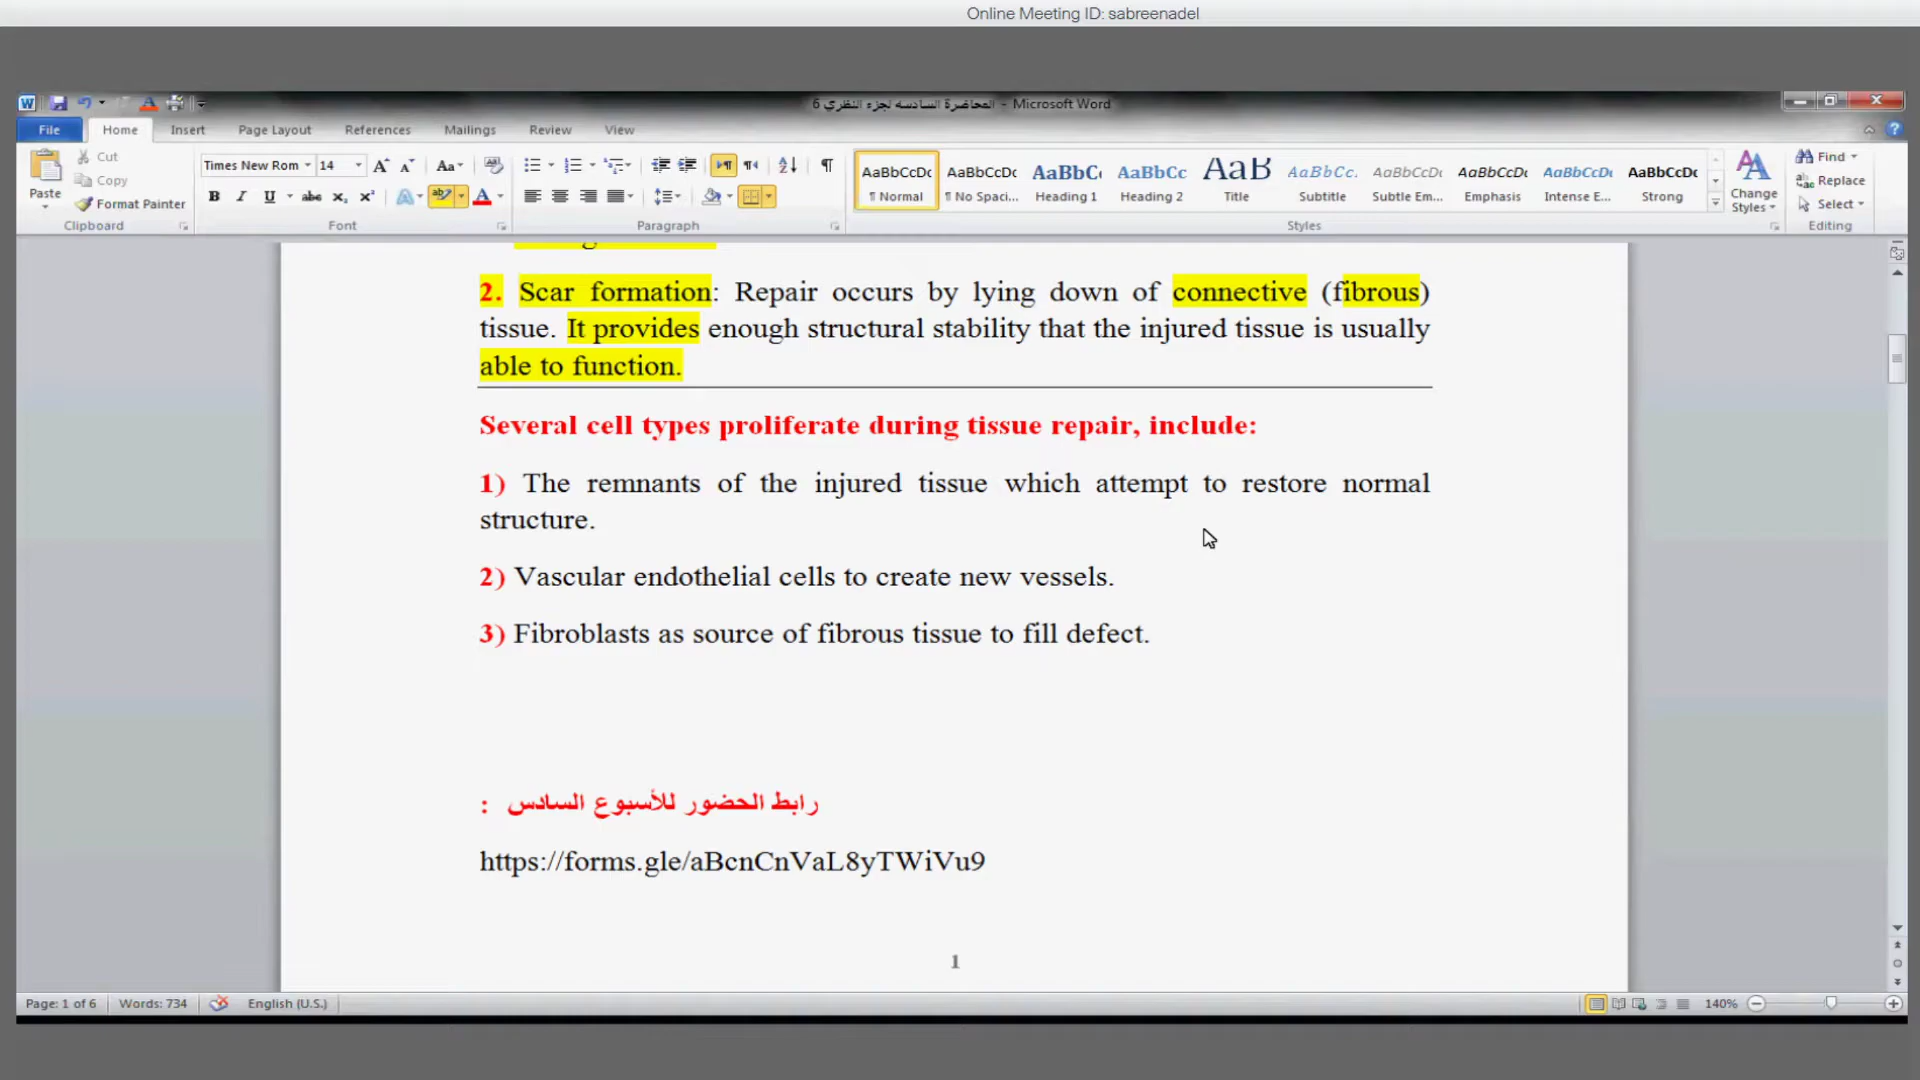 Online Meeting ID: sabreenadel
المحاضرة السادسه لجزء النظري 6 - Microsoft Word
File Home Insert Page Layout References Mailings Review View
Paste
Cut
Copy
Format Painter
Clipboard
Times New Rom 14
Font
Paragraph
AaBbCcDc AaBbCcDc AaBbC AaBbCc AaB AaBbCc. AaBbCcDc AaBbCcDc AaBbCcDc AaBbCcDc
¶ Normal ¶ No Spaci... Heading 1 Heading 2 Title Subtitle Subtle Em... Emphasis Intense E... Strong
Styles
Change Styles
Find
Replace
Select
Editing
2. Scar formation: Repair occurs by lying down of connective (fibrous)
tissue. It provides enough structural stability that the injured tissue is usually
able to function.
Several cell types proliferate during tissue repair, include:
1) The remnants of the injured tissue which attempt to restore normal
structure.
2) Vascular endothelial cells to create new vessels.
3) Fibroblasts as source of fibrous tissue to fill defect.
رابط الحضور للأسبوع السادس :
https://forms.gle/aBcnCnVaL8yTWiVu9
1
Page: 1 of 6 Words: 734 English (U.S.) 140%